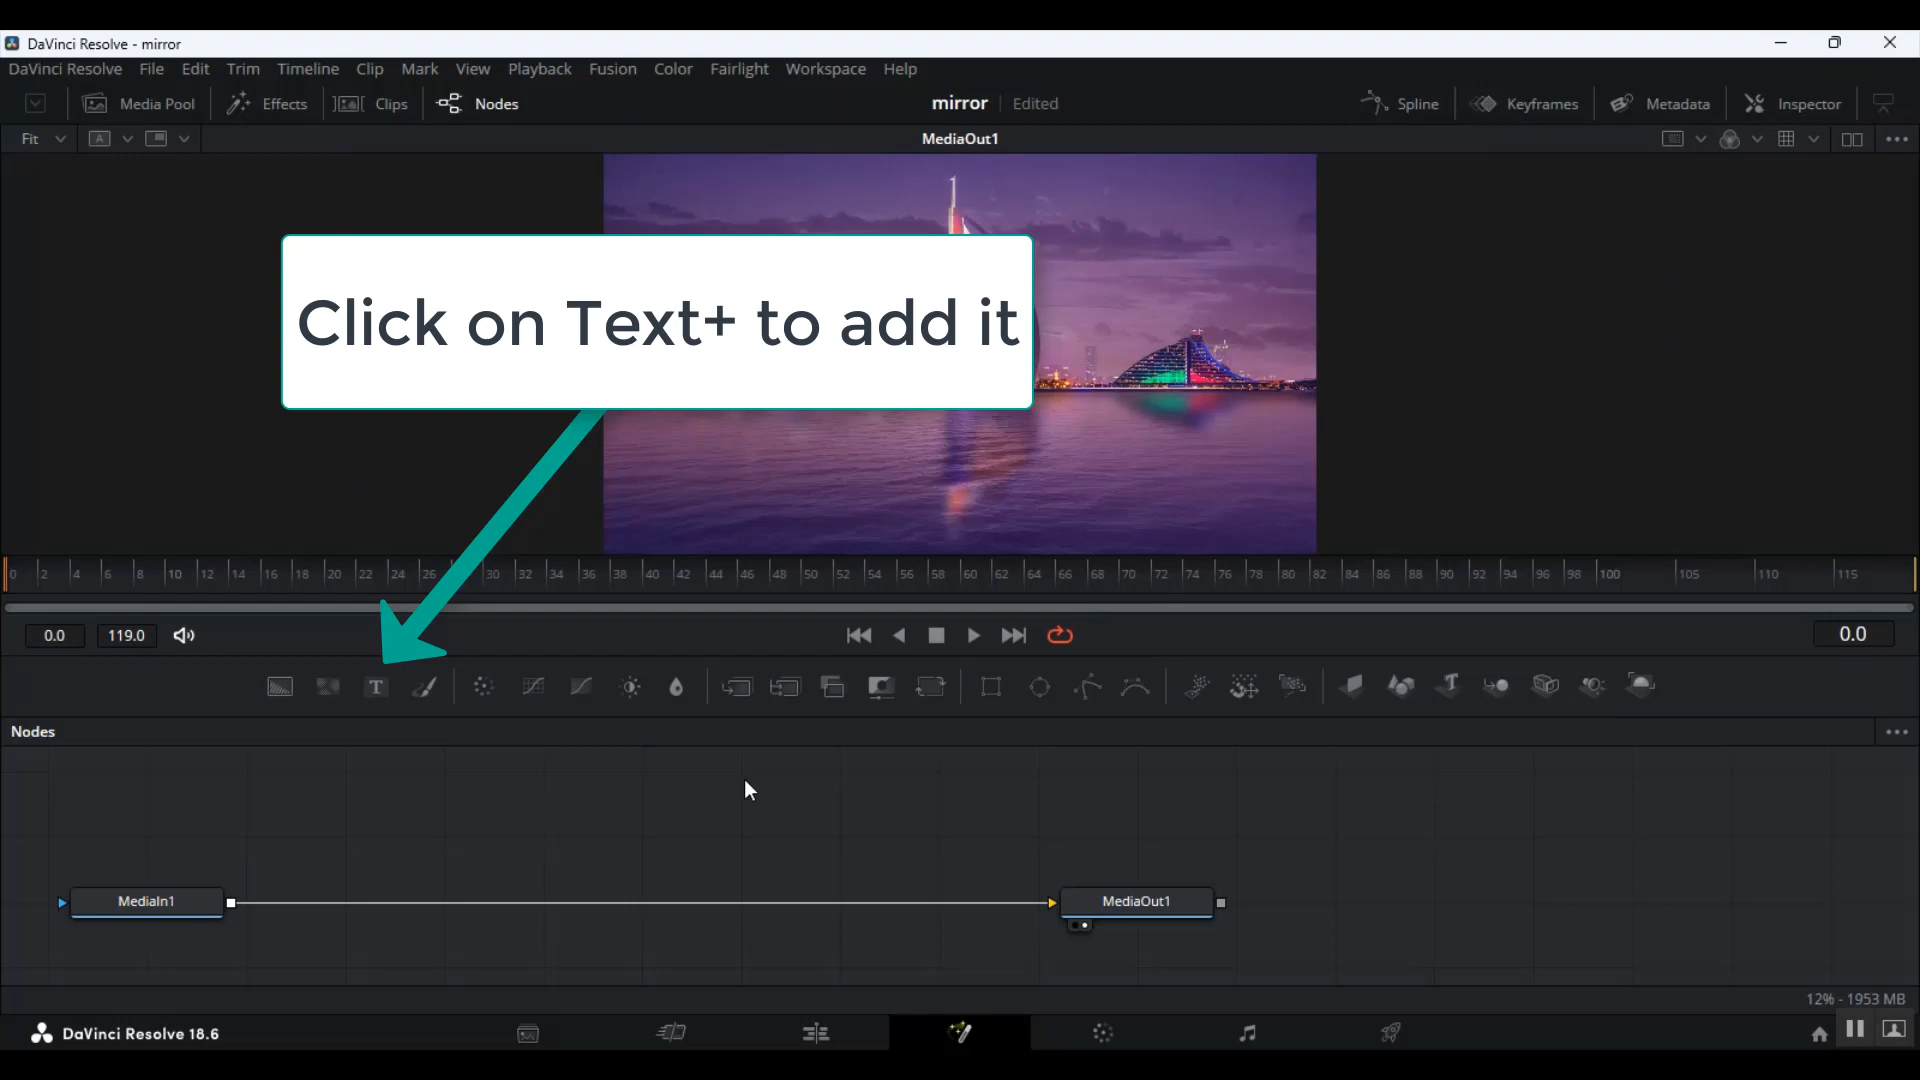 DaVinci Resolve - mirror
DaVinci Resolve File Edit Trim Timeline Clip Mark View Playback Fusion Color Fairlight Workspace Help
Media Pool Effects Clips Nodes mirror Edited Spline Keyframes Metadata Inspector
Fit A MediaOut1
Click on Text+ to add it
0 2 4 6 8 10 12 14 16 18 20 22 24 26 30 32 34 36 38 40 42 44 46 48 50 52 54 56 58 60 62 64 66 68 70 72 74 76 78 80 82 84 86 88 90 92 94 96 98 100 105 110 115
0.0 119.0 0.0
T T
Nodes
MediaIn1 MediaOut1
12% - 1953 MB
DaVinci Resolve 18.6